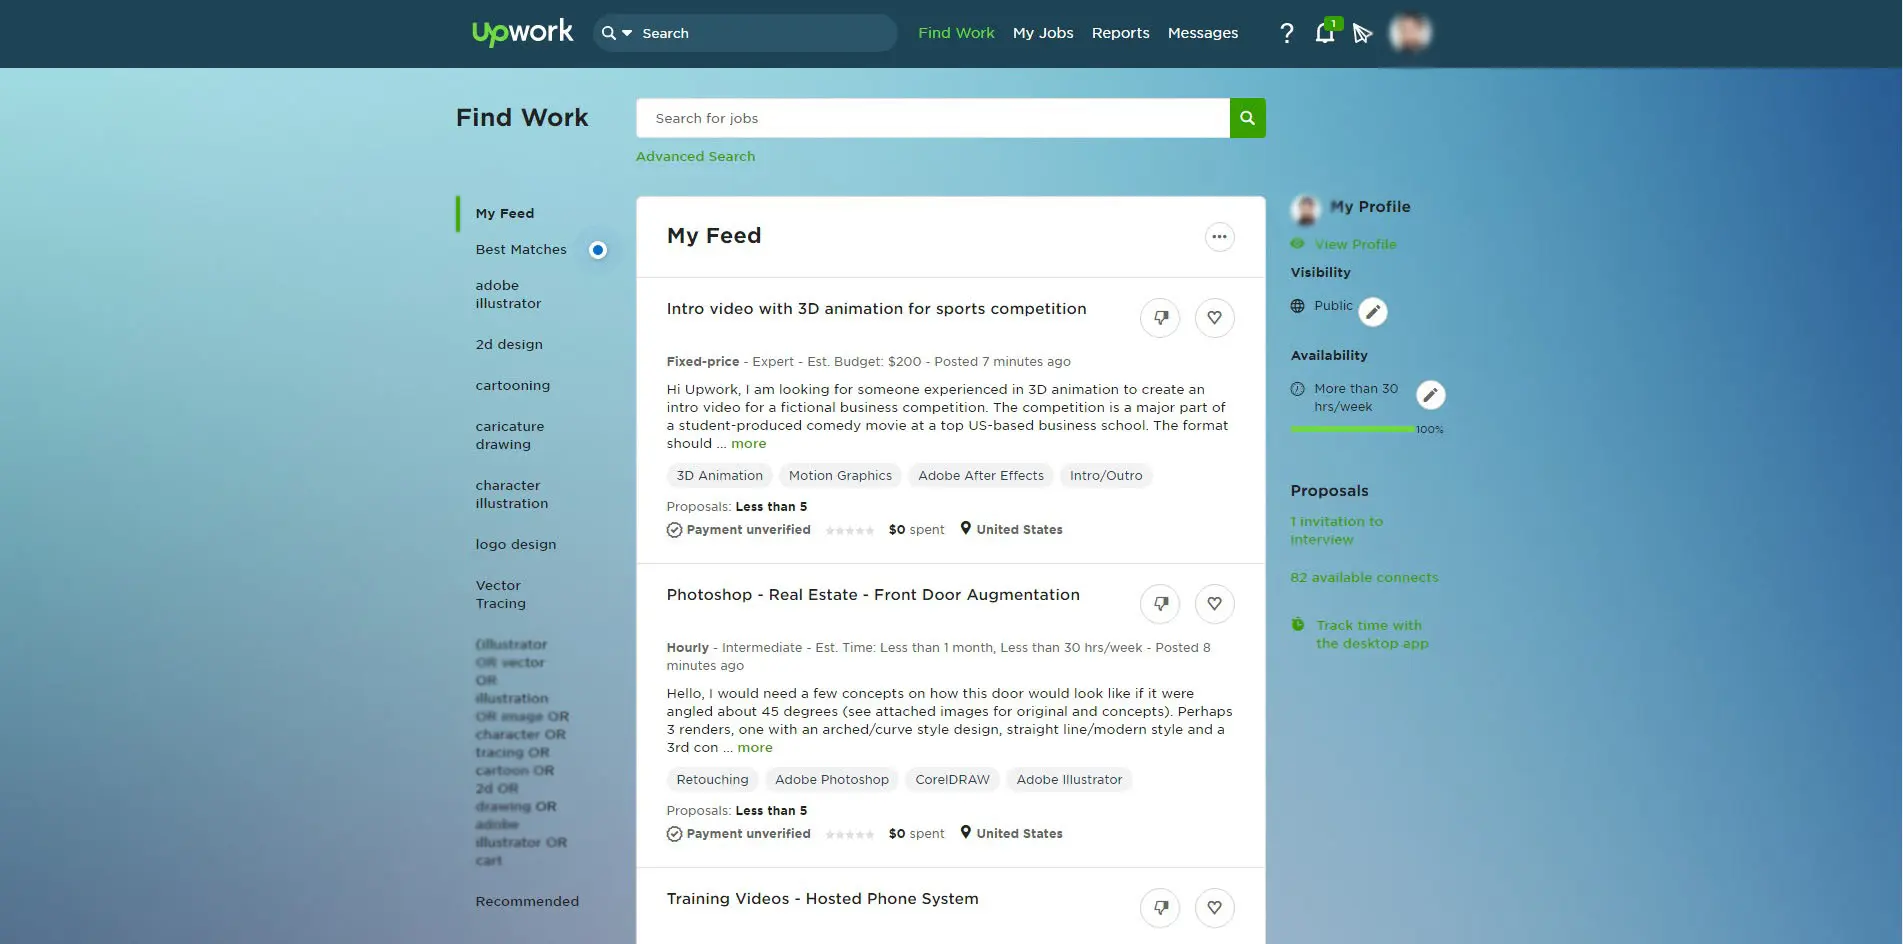 Upwork
Search
Find Work
My Jobs
Reports
Messages
?
1
Find Work
Search for jobs
Advanced Search
My Feed
Best Matches
adobe
illustrator
2d design
cartooning
caricature
drawing
character
illustration
logo design
Vector
Tracing
(illustrator
OR vector
OR
illustration
OR image OR
character OR
tracing OR
cartoon OR
2d OR
drawing OR
adobe
illustrator OR
cart
Recommended
My Feed
Intro video with 3D animation for sports competition
Fixed-price - Expert - Est. Budget: $200 - Posted 7 minutes ago
Hi Upwork, I am looking for someone experienced in 3D animation to create an
intro video for a fictional business competition. The competition is a major part of
a student-produced comedy movie at a top US-based business school. The format
should ... more
3D Animation
Motion Graphics
Adobe After Effects
Intro/Outro
Proposals: Less than 5
Payment unverified
$0 spent
United States
Photoshop - Real Estate - Front Door Augmentation
Hourly - Intermediate - Est. Time: Less than 1 month, Less than 30 hrs/week - Posted 8
minutes ago
Hello, I would need a few concepts on how this door would look like if it were
angled about 45 degrees (see attached images for original and concepts). Perhaps
3 renders, one with an arched/curve style design, straight line/modern style and a
3rd con ... more
Retouching
Adobe Photoshop
CorelDRAW
Adobe Illustrator
Proposals: Less than 5
Payment unverified
$0 spent
United States
Training Videos - Hosted Phone System
My Profile
View Profile
Visibility
Public
Availability
More than 30
hrs/week
100%
Proposals
1 invitation to
interview
82 available connects
Track time with
the desktop app